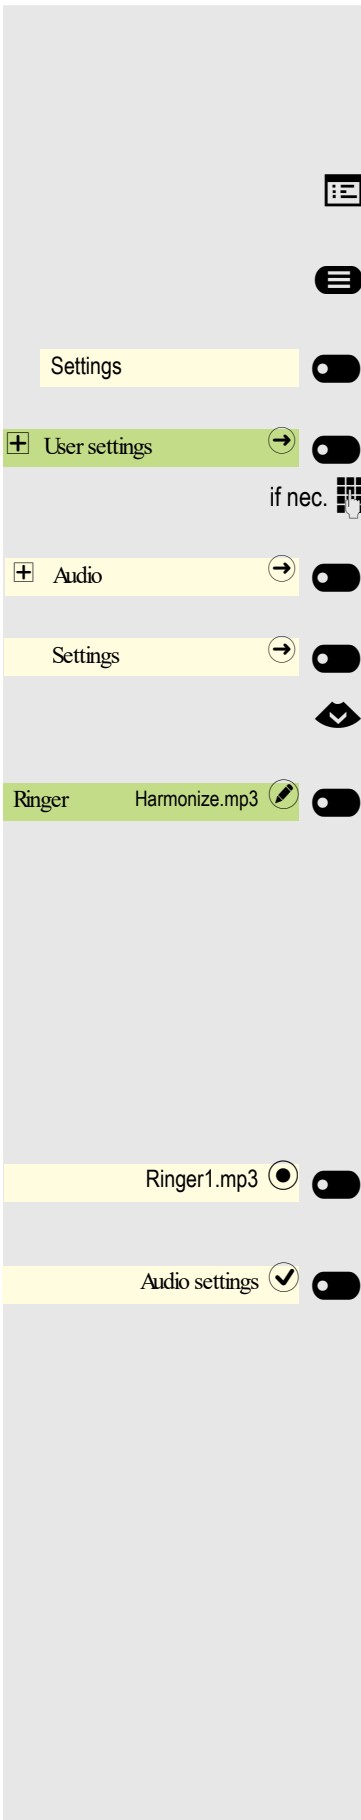 Settings
User settings
if nec.
Audio
Settings
Ringer Harmonize.mp3
Ringer1.mp3
Audio settings